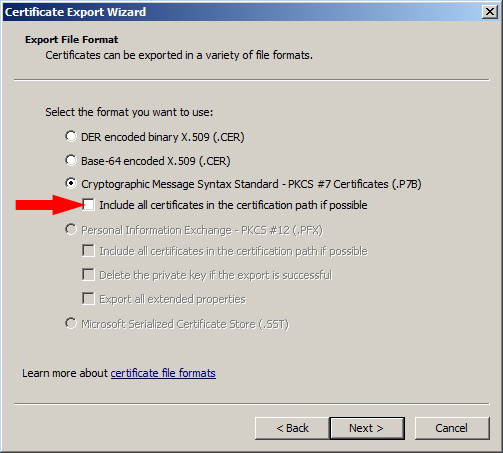 Certificate Export Wizard
Export File Format
Certificates can be exported in a variety of file formats.
Select the format you want to use:
DER encoded binary X.509 (.CER)
Base-64 encoded X.509 (.CER)
Cryptographic Message Syntax Standard - PKCS #7 Certificates (.P7B)
Include all certificates in the certification path if possible
Personal Information Exchange - PKCS #12 (.PFX)
Include all certificates in the certification path if possible
Delete the private key if the export is successful
Export all extended properties
Microsoft Serialized Certificate Store (.SST)
Learn more about certificate file formats
< Back Next > Cancel